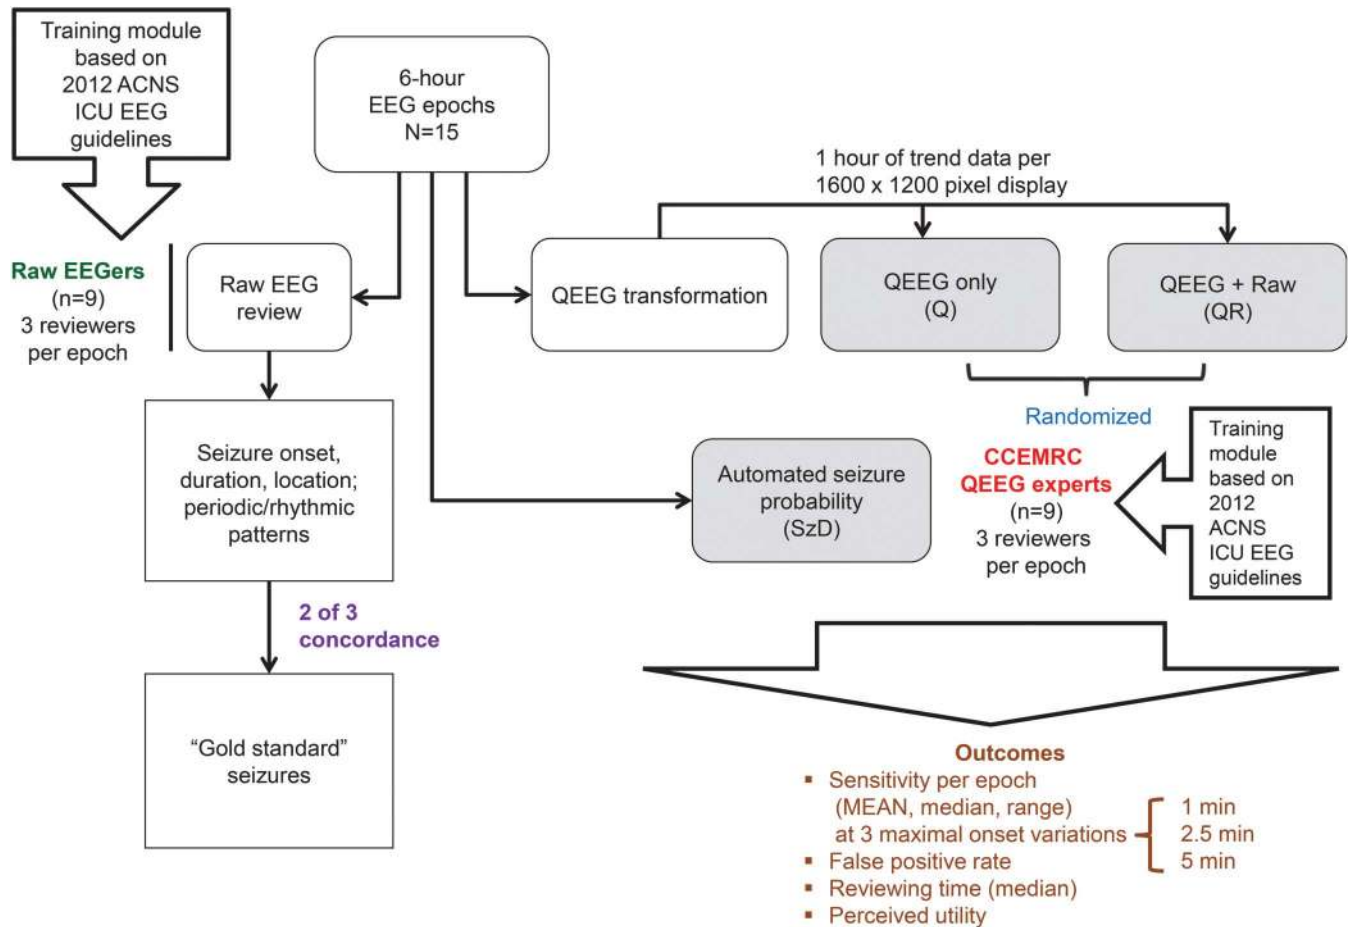 Training module
based on
2012 ACNS
ICU EEG
guidelines
6-hour
EEG epochs
N=15
1 hour of trend data per
1600 x 1200 pixel display
Raw EEGers
(n=9)
3 reviewers
per epoch
Raw EEG
review
QEEG transformation
QEEG only
(Q)
QEEG + Raw
(QR)
Randomized
Seizure onset,
duration, location;
periodic/rhythmic
patterns
Automated seizure
probability
(SzD)
CCEMRC
QEEG experts
(n=9)
3 reviewers
per epoch
Training
module
based on
2012
ACNS
ICU EEG
guidelines
2 of 3
concordance
“Gold standard”
seizures
Outcomes
▪ Sensitivity per epoch
(MEAN, median, range)
at 3 maximal onset variations
1 min
2.5 min
5 min
▪ False positive rate
▪ Reviewing time (median)
▪ Perceived utility